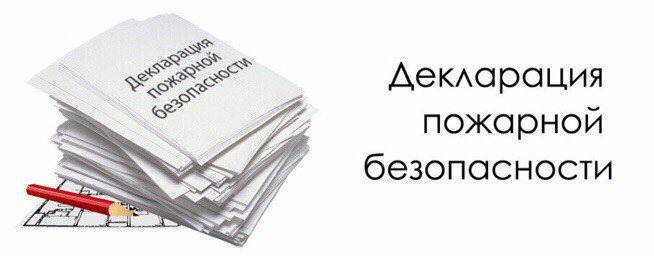 Декларация
пожарной
безопасности
Декларация
пожарной
безопасности